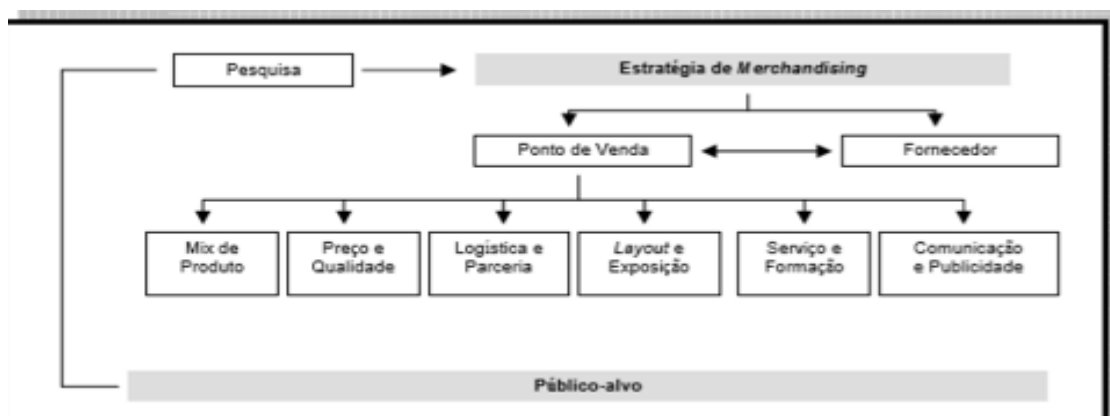 Pesquisa
Estratégia de Merchandising
Ponto de Venda
Fornecedor
Mix de
Produto
Preço e
Qualidade
Logística e
Parceria
Layout e
Exposição
Serviço e
Formação
Comunicação
e Publicidade
Público-alvo